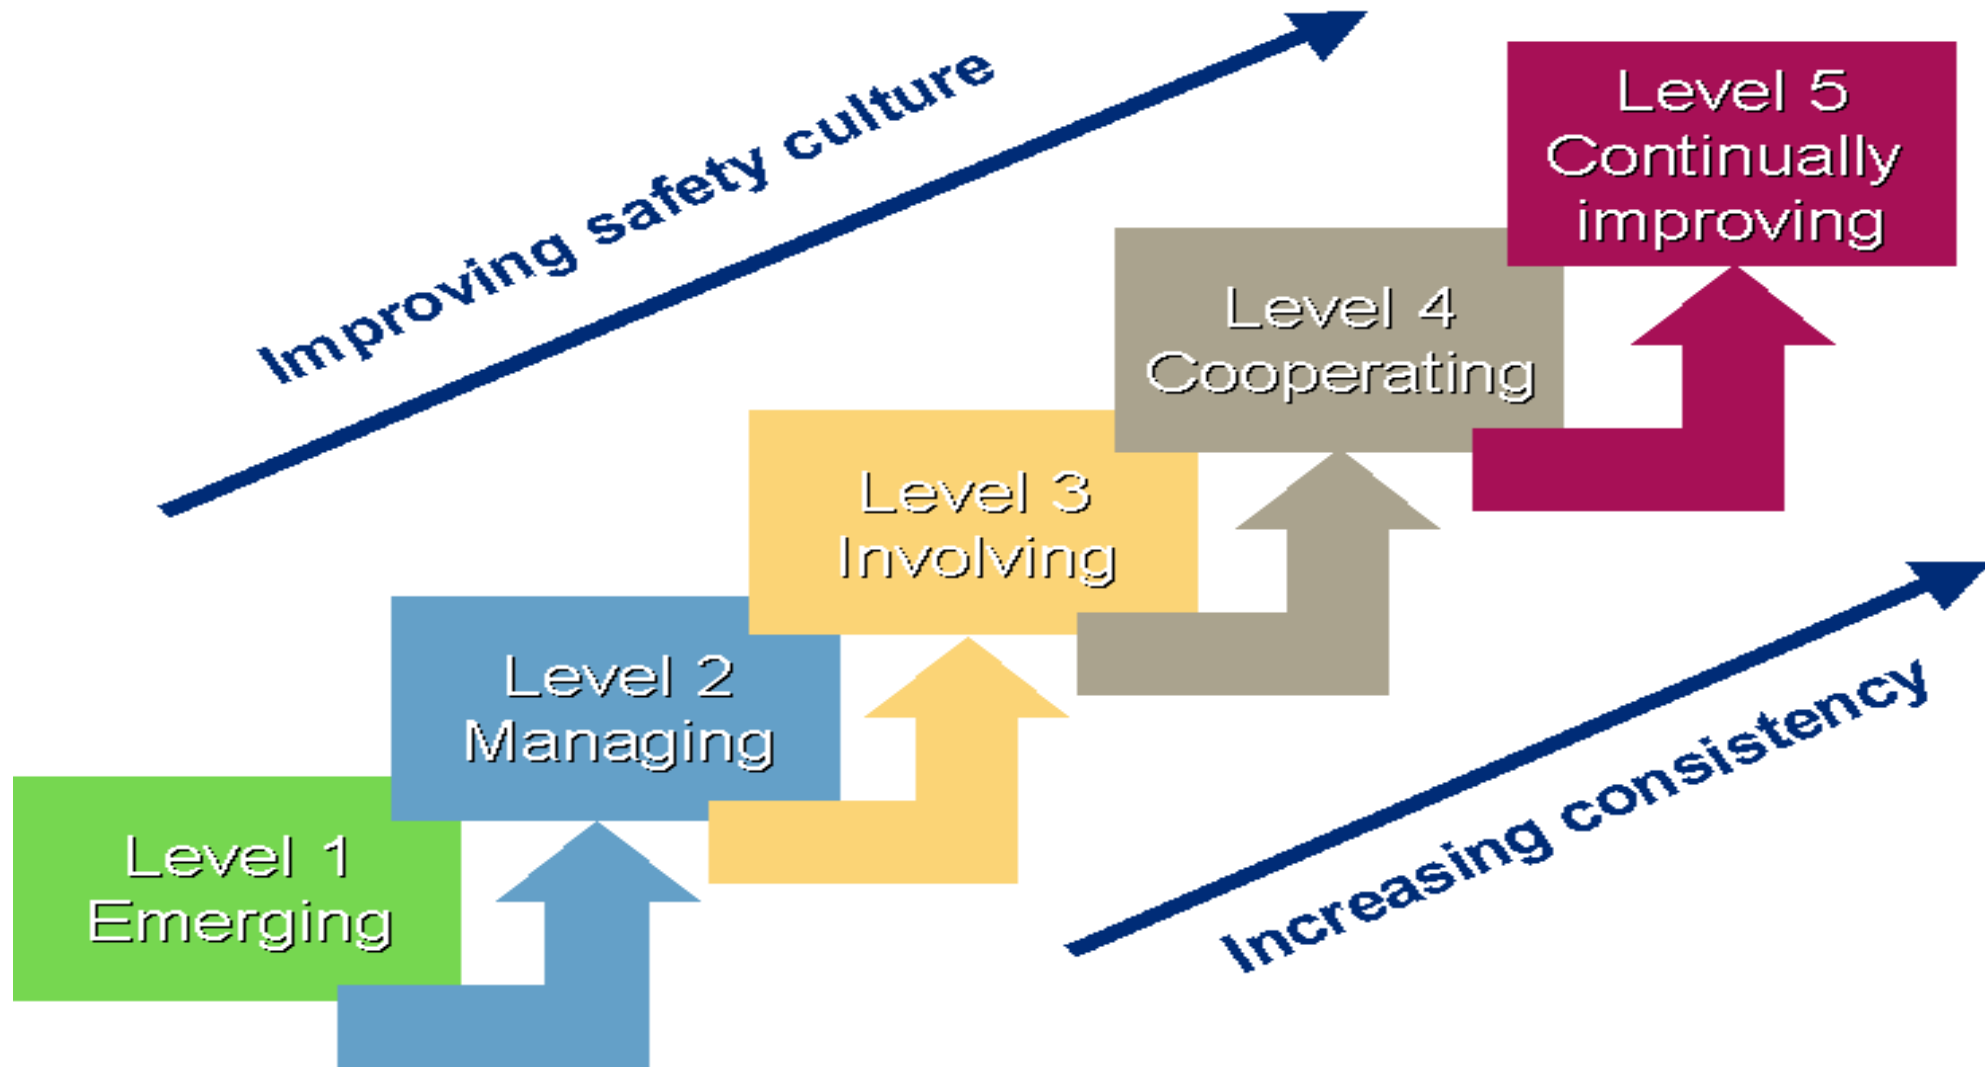 Improving safety culture
Level 5
Continually
improving
Level 4
Cooperating
Level 3
Involving
Level 2
Managing
Level 1
Emerging
Increasing consistency